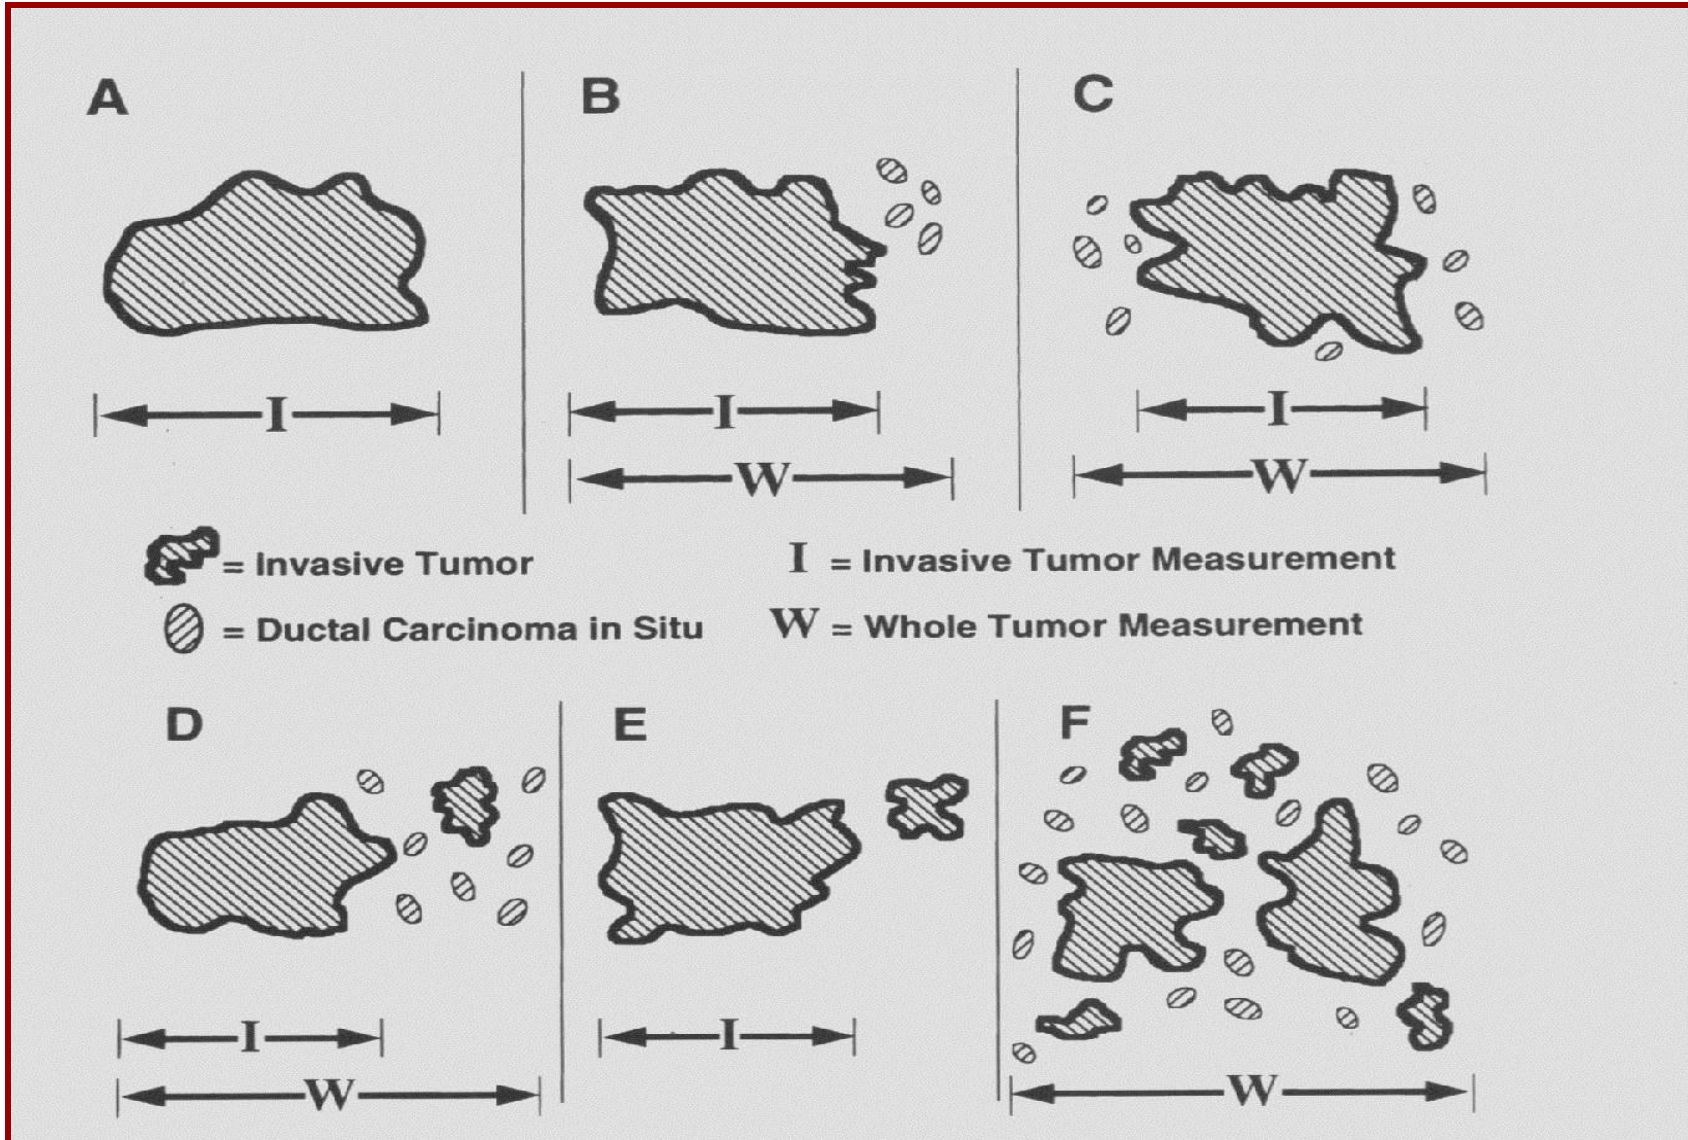 A
B
C
I
I
I
W
W
= Invasive Tumor
I = Invasive Tumor Measurement
= Ductal Carcinoma in Situ
W = Whole Tumor Measurement
D
E
F
I
I
W
W